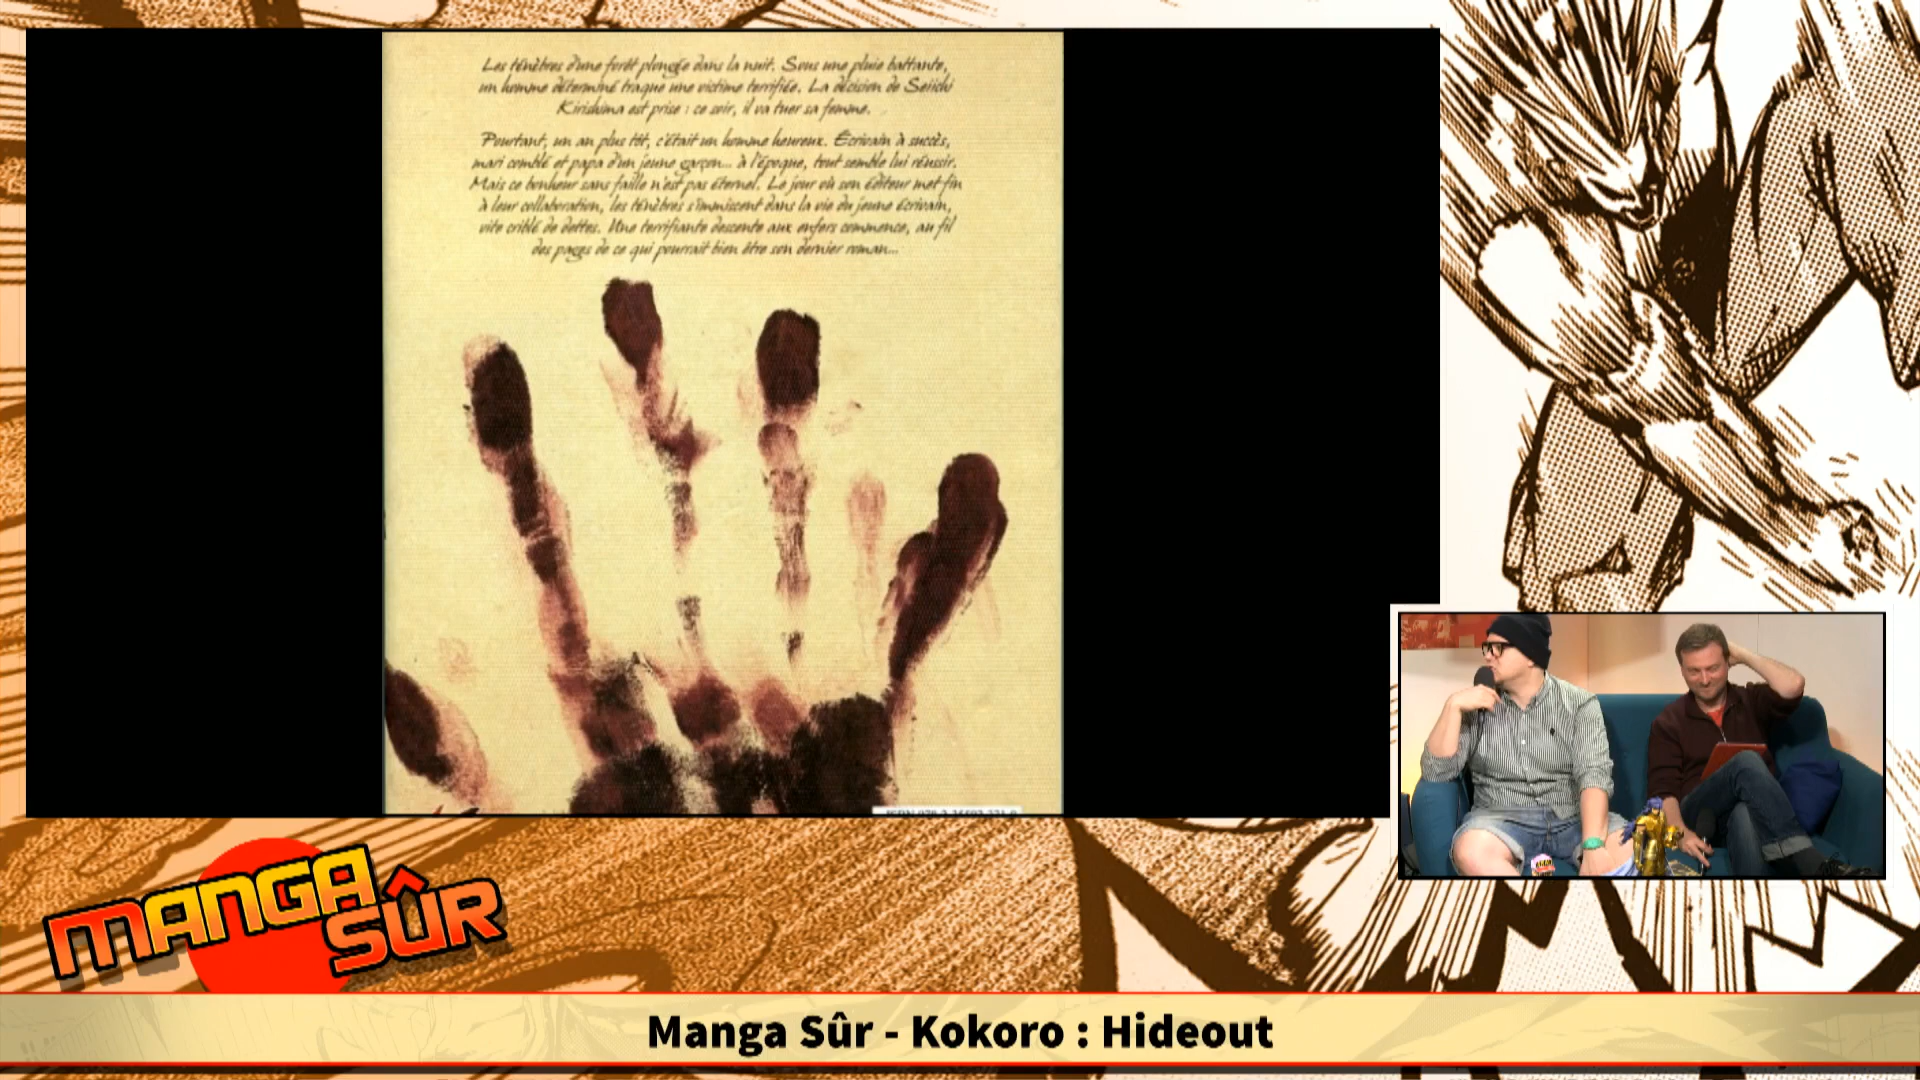 Les ténèbres d'une forêt plongée dans la nuit. Sous une pluie battante,
un homme déterminé traque une victime terrifiée. La décision de Seiichi
Kirishima est prise : ce soir, il va tuer sa femme.
Pourtant, un an plus tôt, c'était un homme heureux. Écrivain à succès,
mari comblé et papa d'un jeune garçon... à l'époque, tout semble lui réussir.
Mais ce bonheur sans faille n'est pas éternel. Le jour où son éditeur met fin
à leur collaboration, les ténèbres s'immiscent dans la vie du jeune écrivain,
vite criblé de dettes. Une terrifiante descente aux enfers commence, au fil
des pages de ce qui pourrait bien être son dernier roman...
MANGA
SÛR
Manga Sûr - Kokoro : Hideout